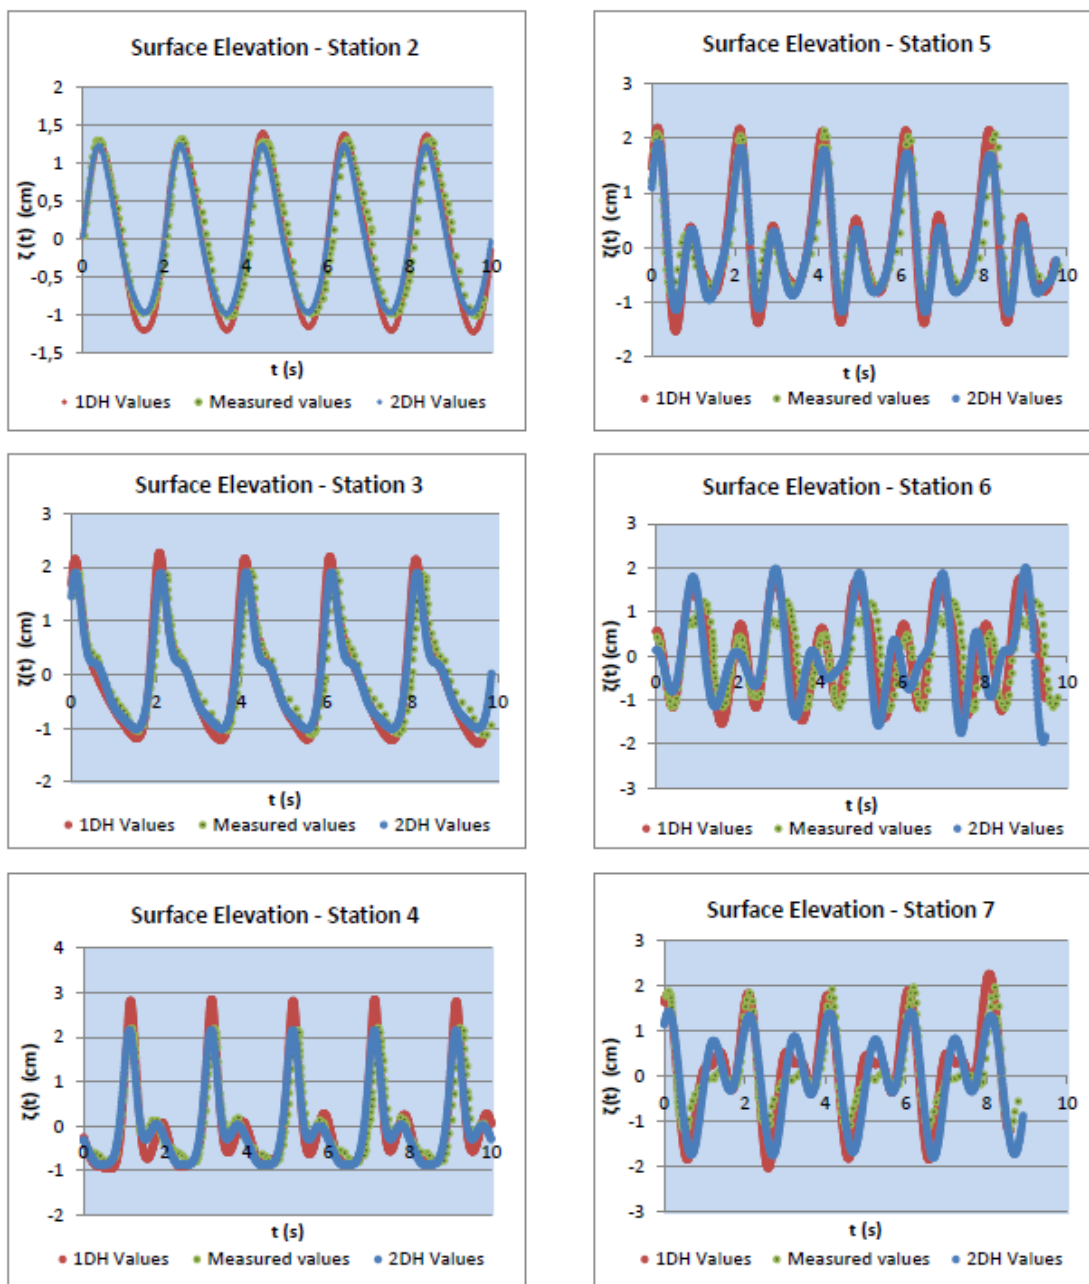 Surface Elevation - Station 2
2
1,5
1
0,5
0
-0,5
-1
-1,5
0 2 4 6 8 10
ζ(t) (cm)
t (s)
1DH Values Measured values 2DH Values
Surface Elevation - Station 5
3
2
1
0
-1
-2
0 2 4 6 8 10
ζ(t) (cm)
t (s)
1DH Values Measured values 2DH Values
Surface Elevation - Station 3
3
2
1
0
-1
-2
0 2 4 6 8 10
ζ(t) (cm)
t (s)
1DH Values Measured values 2DH Values
Surface Elevation - Station 6
3
2
1
0
-1
-2
-3
0 2 4 6 8 10
ζ(t) (cm)
t (s)
1DH Values Measured values 2DH Values
Surface Elevation - Station 4
4
3
2
1
0
-1
-2
0 2 4 6 8 10
ζ(t) (cm)
t (s)
1DH Values Measured values 2DH Values
Surface Elevation - Station 7
3
2
1
0
-1
-2
-3
0 2 4 6 8 10
ζ(t) (cm)
t (s)
1DH Values Measured values 2DH Values